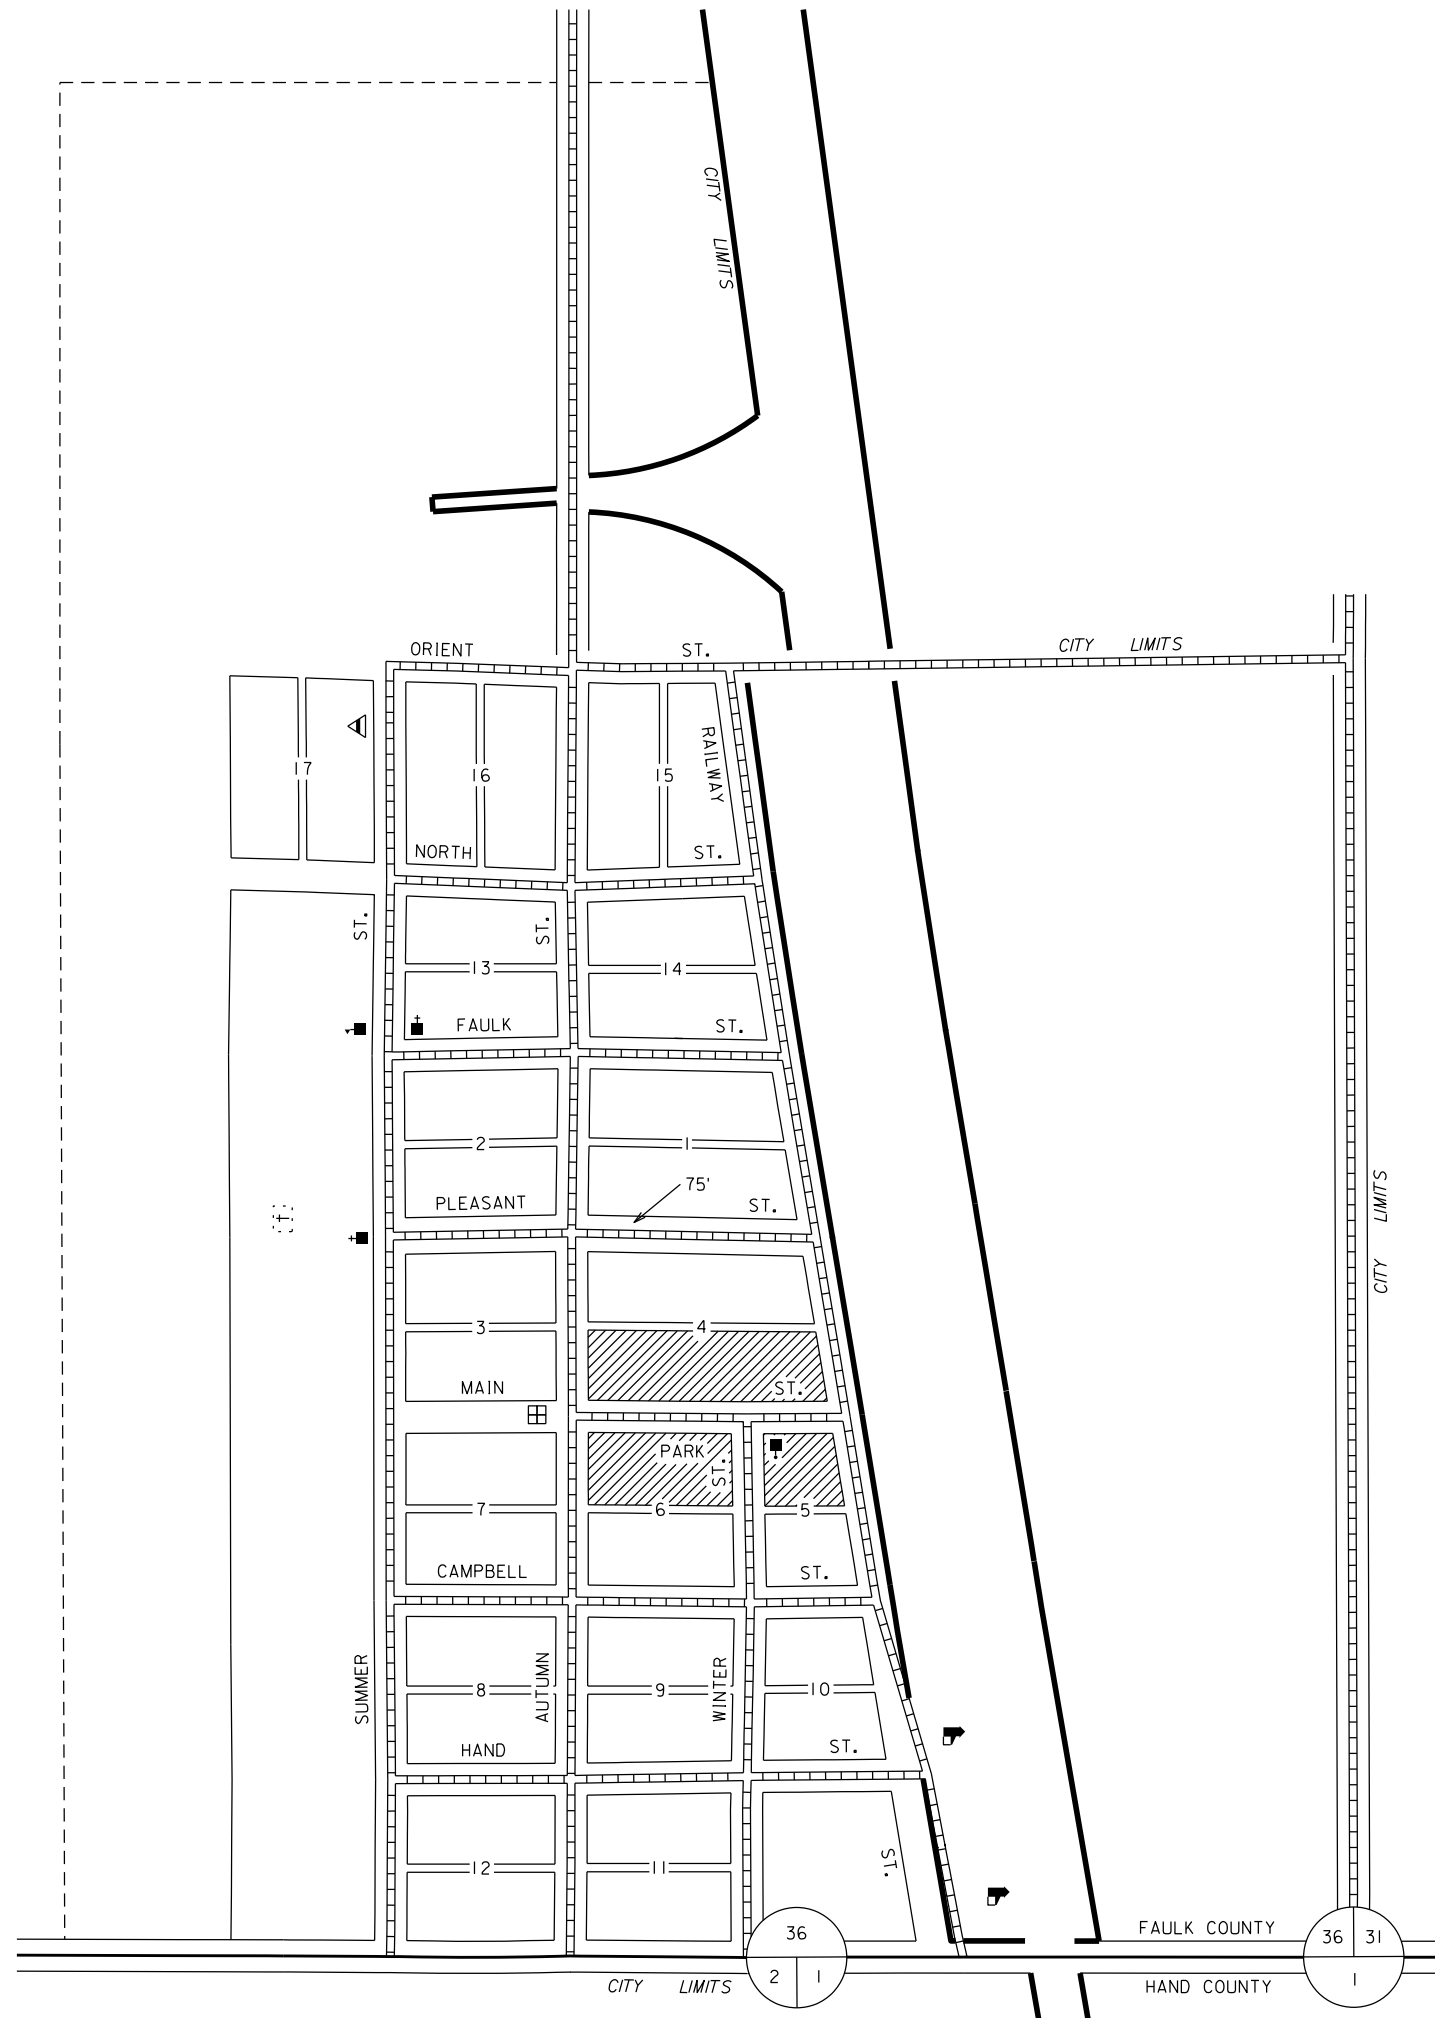 CITY LIMITS
ORIENT ST.
CITY LIMITS
RAILWAY
17
16
15
NORTH ST.
ST.
ST.
13
14
FAULK ST.
2
1
75'
PLEASANT ST.
CITY LIMITS
3
4
MAIN ST.
PARK
ST.
7
6
5
CAMPBELL ST.
SUMMER
AUTUMN
WINTER
8
9
10
HAND ST.
ST.
12
11
36
FAULK COUNTY
36 31
2 1
CITY LIMITS
HAND COUNTY
1